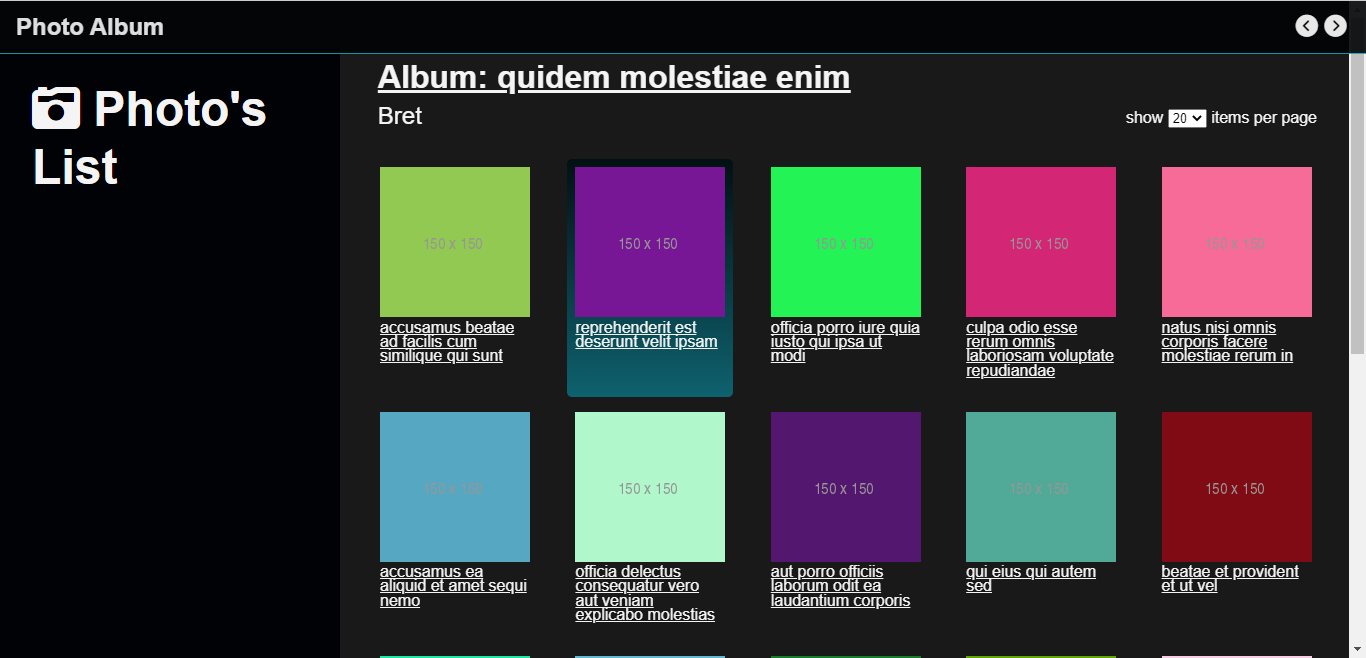 Photo Album
Photo's
List
Album: quidem molestiae enim
Bret
show 20 items per page
150 x 150
150 x 150
150 x 150
150 x 150
150 x 150
accusamus beatae
ad facilis cum
similique qui sunt
reprehenderit est
deserunt velit ipsam
officia porro iure quia
iusto qui ipsa ut
modi
culpa odio esse
rerum omnis
laboriosam voluptate
repudiandae
natus nisi omnis
corporis facere
molestiae rerum in
150 x 150
150 x 150
150 x 150
150 x 150
150 x 150
accusamus ea
aliquid et amet sequi
nemo
officia delectus
consequatur vero
aut veniam
explicabo molestias
aut porro officiis
laborum odit ea
laudantium corporis
qui eius qui autem
sed
beatae et provident
et ut vel